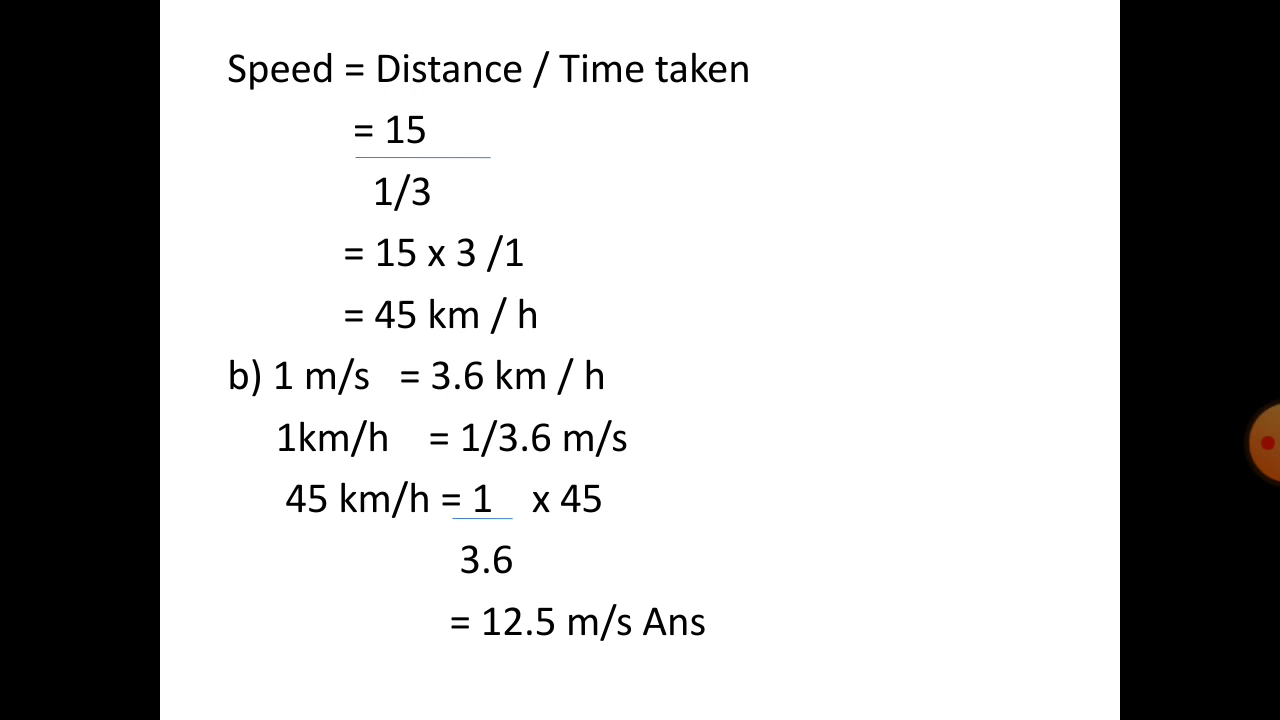 Speed = Distance / Time taken
= 15
1/3
= 15 x 3 /1
= 45 km / h
b) 1 m/s = 3.6 km / h
1km/h = 1/3.6 m/s
45 km/h = 1 x 45
3.6
= 12.5 m/s Ans